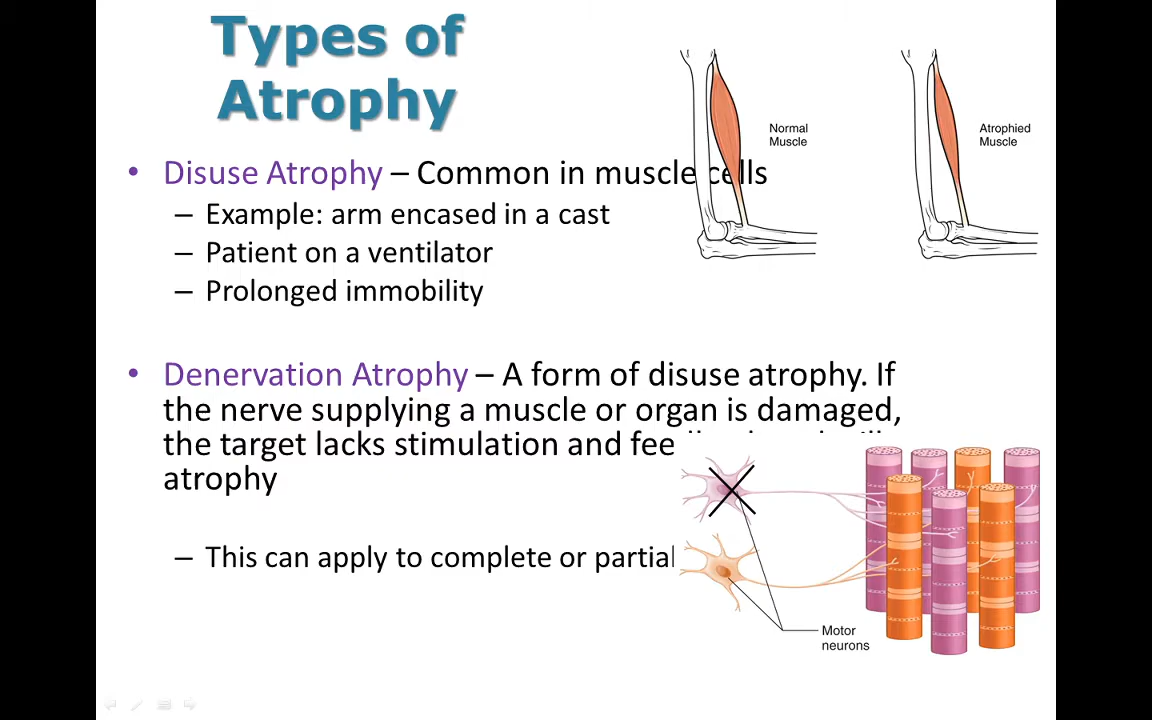 Types of
Atrophy
• Disuse Atrophy – Common in muscle cells
– Example: arm encased in a cast
– Patient on a ventilator
– Prolonged immobility
Normal
Muscle
Atrophied
Muscle
• Denervation Atrophy – A form of disuse atrophy. If
the nerve supplying a muscle or organ is damaged,
the target lacks stimulation and
atrophy
– This can apply to complete or partial
Motor
neurons